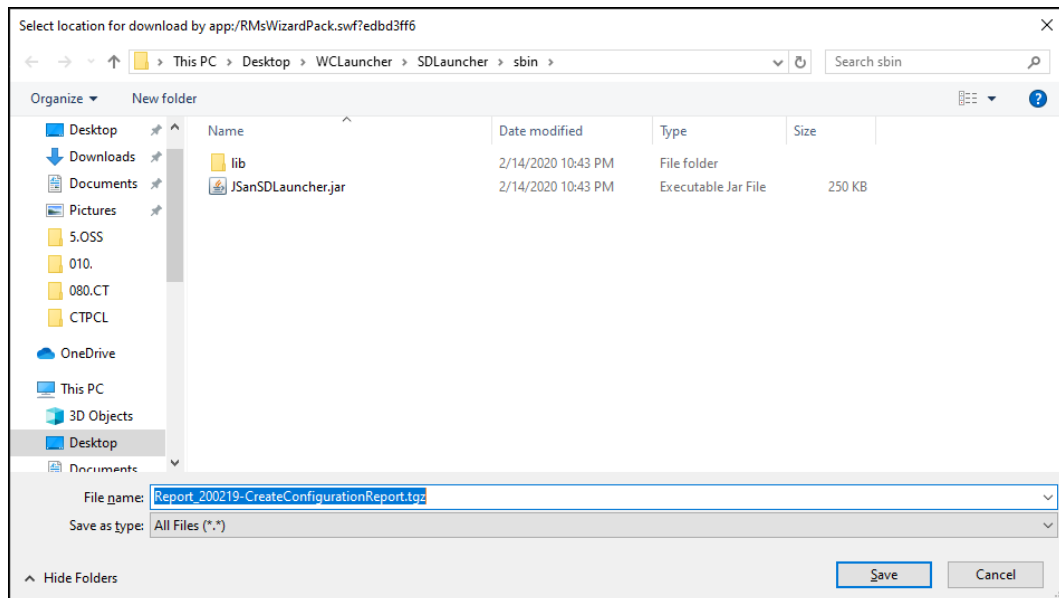 Select location for download by app:/RMsWizardPack.swf?edbd3ff6
This PC > Desktop > WCLauncher > SDLauncher > sbin >
Search sbin
Organize
New folder
Desktop
Downloads
Documents
Pictures
5.OSS
010.
080.CT
CTPCL
OneDrive
This PC
3D Objects
Desktop
Documents
Name Date modified Type Size
lib 2/14/2020 10:43 PM File folder
JSanSDLauncher.jar 2/14/2020 10:43 PM Executable Jar File 250 KB
File name: Report_200219-CreateConfigurationReport.tgz
Save as type: All Files (*.*)
Hide Folders
Save
Cancel